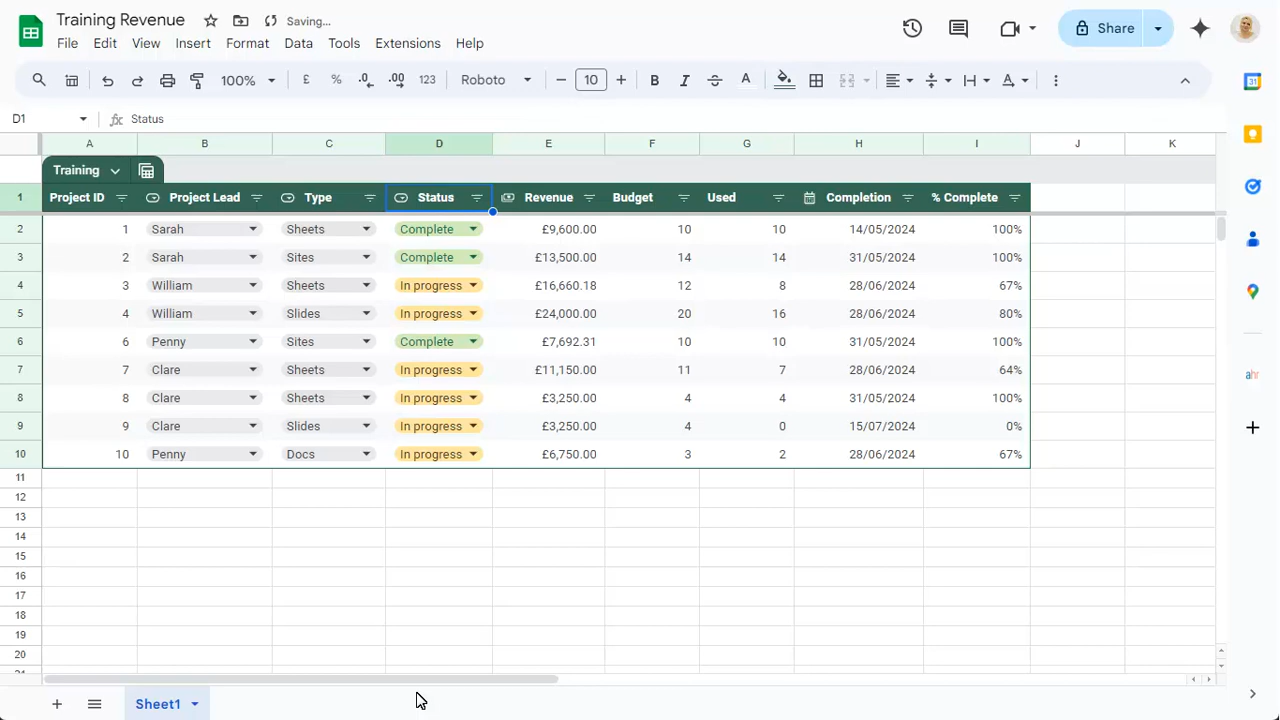 Training Revenue Saving...
File Edit View Insert Format Data Tools Extensions Help
Share
100% £ % .0 .00 123 Roboto 10 B I S A
D1 fx Status
A B C D E F G H I J K
Training
1 Project ID Project Lead Type Status Revenue Budget Used Completion % Complete
2 1 Sarah Sheets Complete £9,600.00 10 10 14/05/2024 100%
3 2 Sarah Sites Complete £13,500.00 14 14 31/05/2024 100%
4 3 William Sheets In progress £16,660.18 12 8 28/06/2024 67%
5 4 William Slides In progress £24,000.00 20 16 28/06/2024 80%
6 6 Penny Sites Complete £7,692.31 10 10 31/05/2024 100%
7 7 Clare Sheets In progress £11,150.00 11 7 28/06/2024 64%
8 8 Clare Sheets In progress £3,250.00 4 4 31/05/2024 100%
9 9 Clare Slides In progress £3,250.00 4 0 15/07/2024 0%
10 10 Penny Docs In progress £6,750.00 3 2 28/06/2024 67%
11
12
13
14
15
16
17
18
19
20
31
ahr
Sheet1